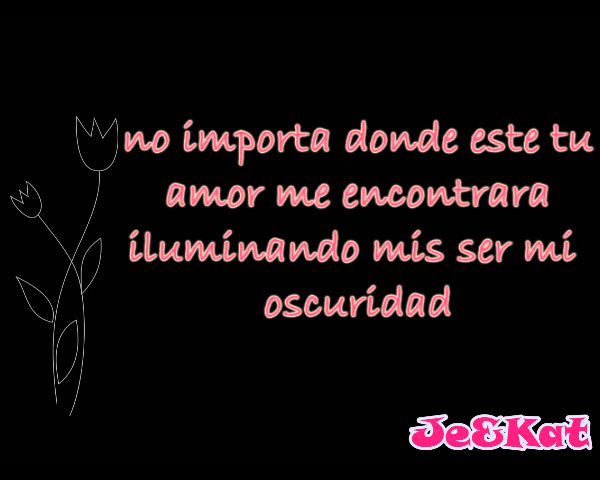 no importa donde este tu
amor me encontrara
iluminando mis ser mi
oscuridad
Je&Kat